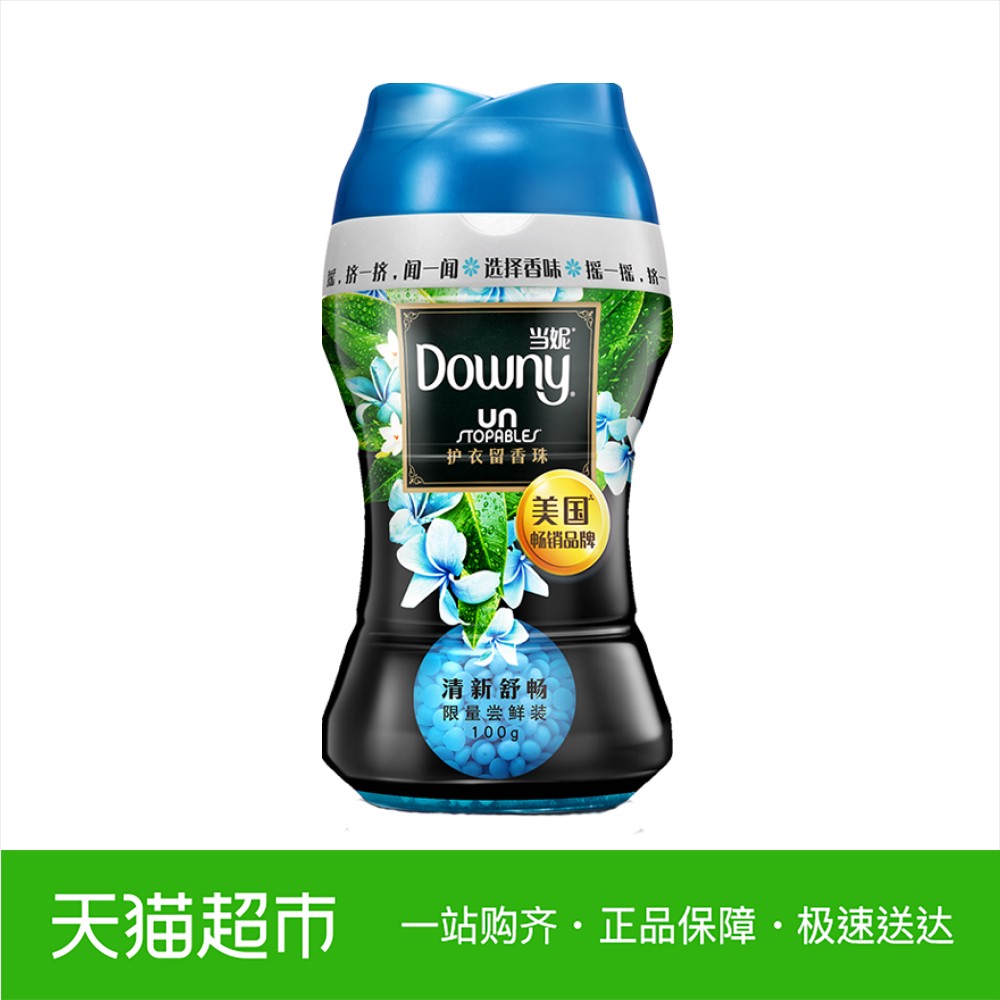 摇，挤一挤，闻一闻＊选择香味＊摇一摇，挤一
当妮®
Downy®
un
STOPABLES
护衣留香珠
美国
畅销品牌
清新舒畅
限量尝鲜装
100g
天猫超市 一站购齐·正品保障·极速送达